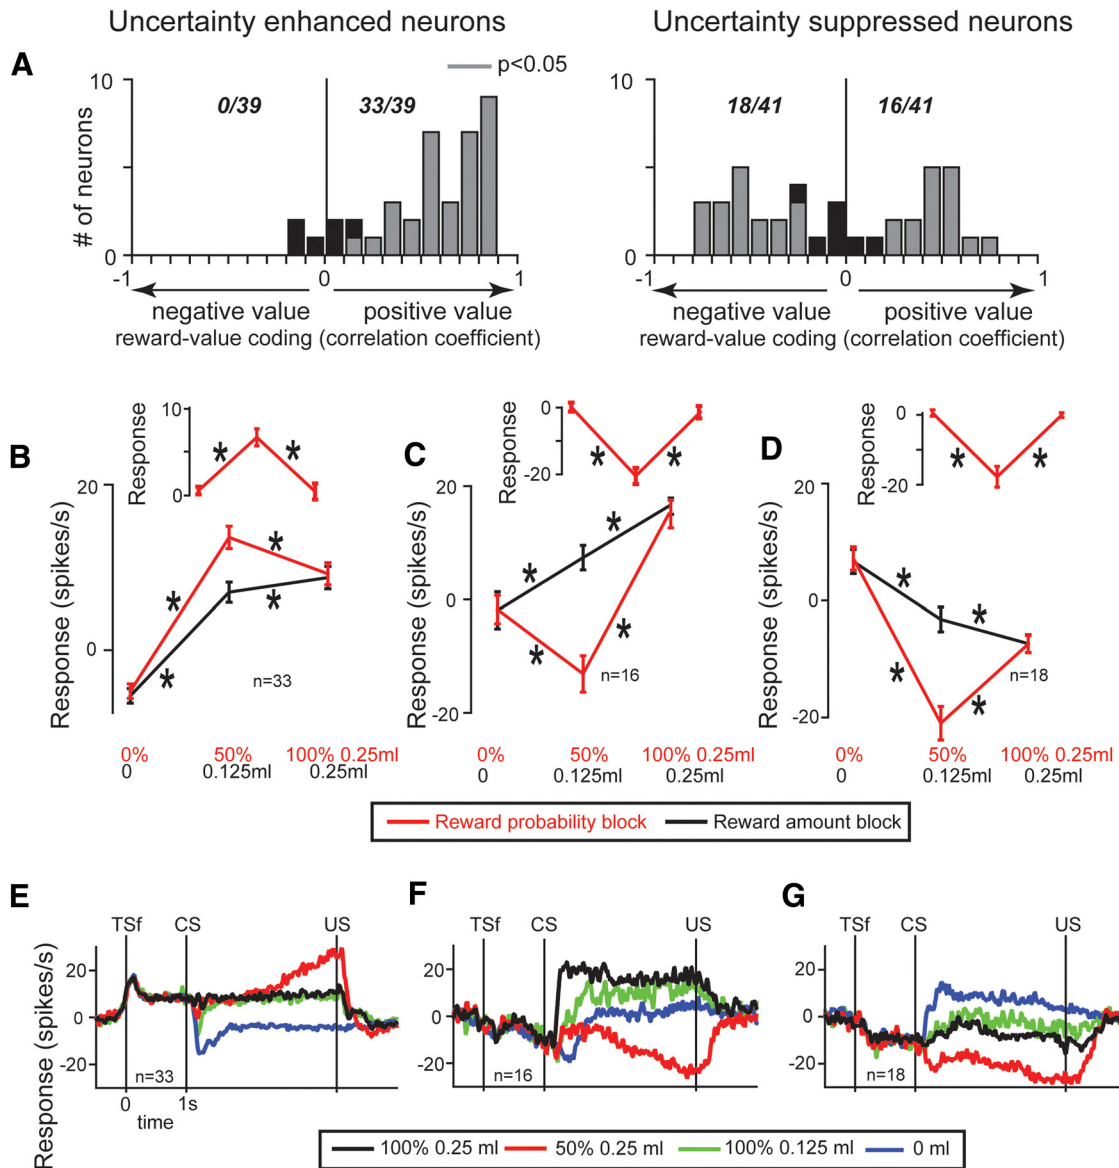 Uncertainty enhanced neurons
Uncertainty suppressed neurons
A
p<0.05
10
0/39
33/39
# of neurons
0
-1
0
1
negative value
positive value
reward-value coding (correlation coefficient)
10
18/41
16/41
0
-1
0
1
negative value
positive value
reward-value coding (correlation coefficient)
B
10
Response
0
* *
20
Response (spikes/s)
0
* * * *
n=33
0% 50% 100% 0.25ml
0 0.125ml 0.25ml
C
0
Response
-20
* *
20
Response (spikes/s)
0
-20
* * * *
n=16
0% 50% 100% 0.25ml
0 0.125ml 0.25ml
D
0
-20
Response
* *
20
Response (spikes/s)
0
-20
* * * *
n=18
0% 50% 100% 0.25ml
0 0.125ml 0.25ml
Reward probability block
Reward amount block
E
TSf CS US
Response (spikes/s)
20
0
-20
n=33
0 1s
time
F
TSf CS US
20
0
-20
n=16
G
TSf CS US
20
0
-20
n=18
100% 0.25 ml 50% 0.25 ml 100% 0.125 ml 0 ml